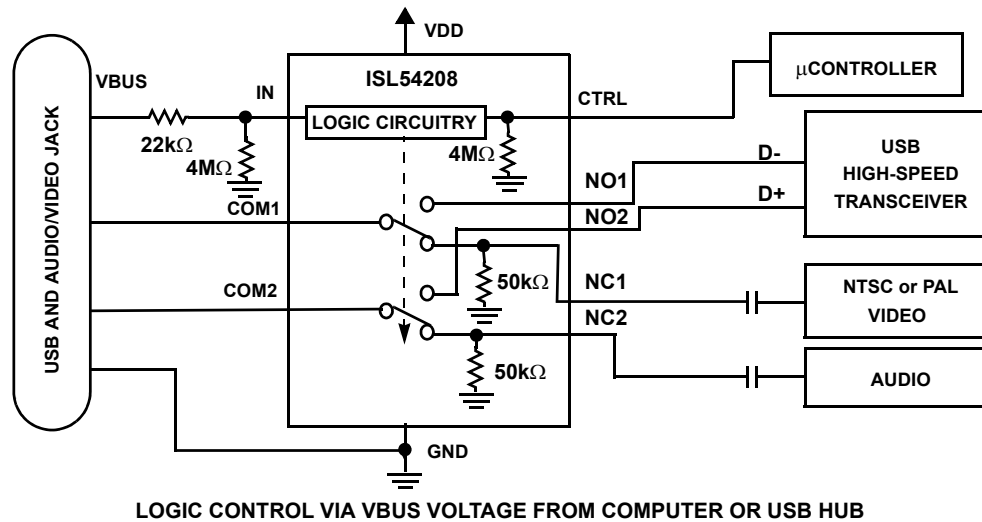 VDD
ISL54208
µCONTROLLER
VBUS
IN
CTRL
LOGIC CIRCUITRY
22kΩ
4MΩ
4MΩ
USB
HIGH-SPEED
TRANSCEIVER
D-
D+
NO1
NO2
COM1
COM2
50kΩ
NC1
NC2
50kΩ
NTSC or PAL
VIDEO
AUDIO
USB AND AUDIO/VIDEO JACK
GND
LOGIC CONTROL VIA VBUS VOLTAGE FROM COMPUTER OR USB HUB